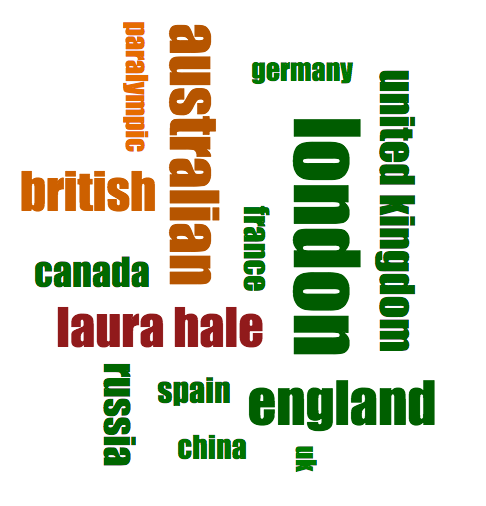 paralympic
australian
germany
united kingdom
london
british
france
canada
laura hale
russia
spain
england
china
uk